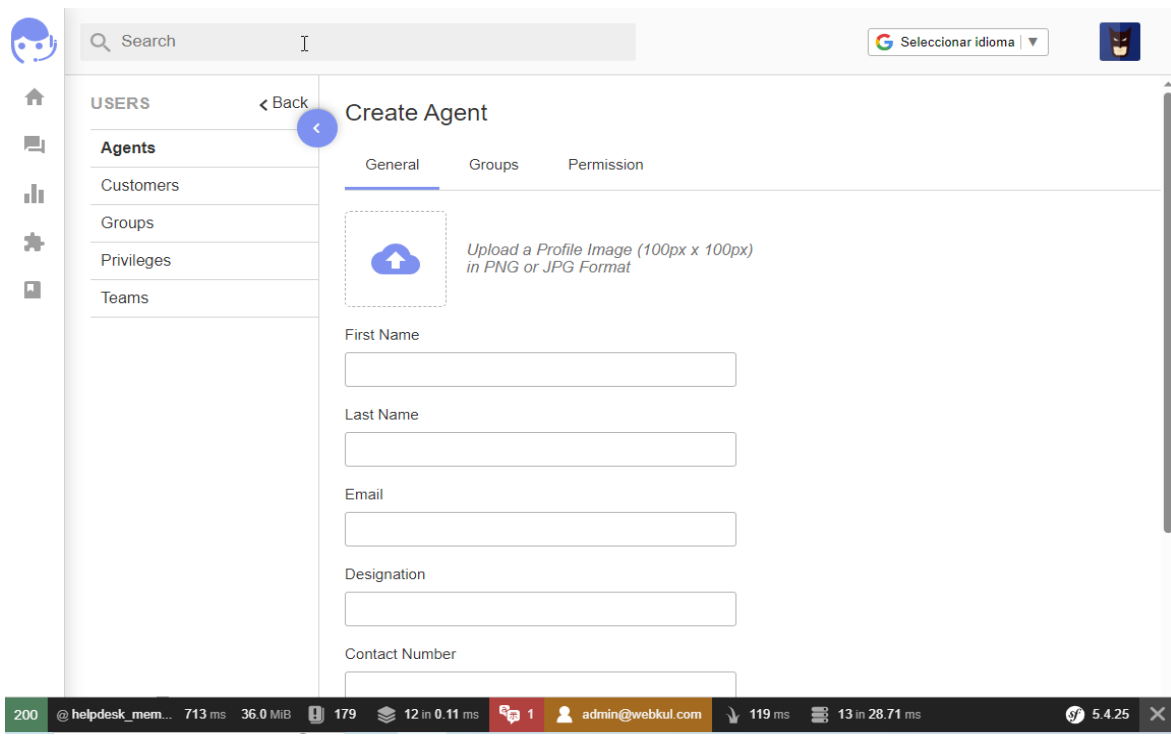 Search
Seleccionar idioma ▼
USERS
Back
Agents
Customers
Groups
Privileges
Teams
Create Agent
General Groups Permission
Upload a Profile Image (100px x 100px)
in PNG or JPG Format
First Name
Last Name
Email
Designation
Contact Number
200 @ helpdesk_mem... 713 ms 36.0 MiB 179 12 in 0.11 ms 1 admin@webkul.com 119 ms 13 in 28.71 ms sf 5.4.25